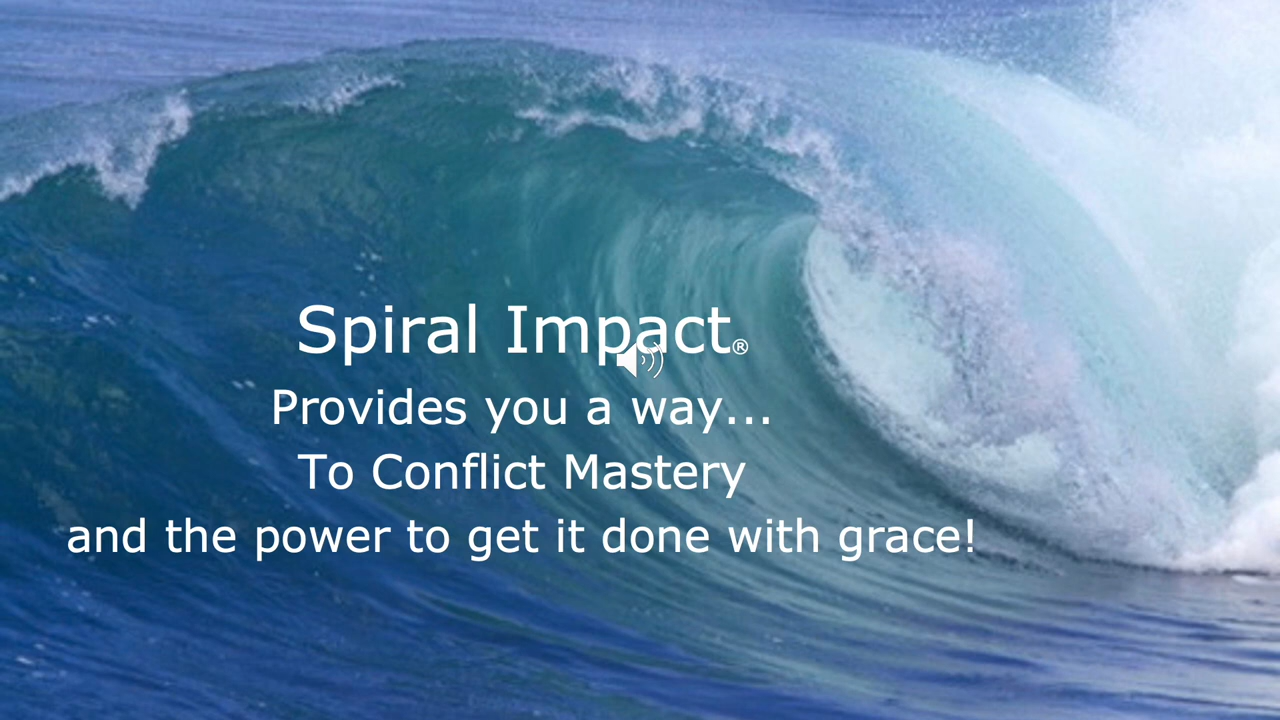 Spiral Impact®
Provides you a way...
To Conflict Mastery
and the power to get it done with grace!